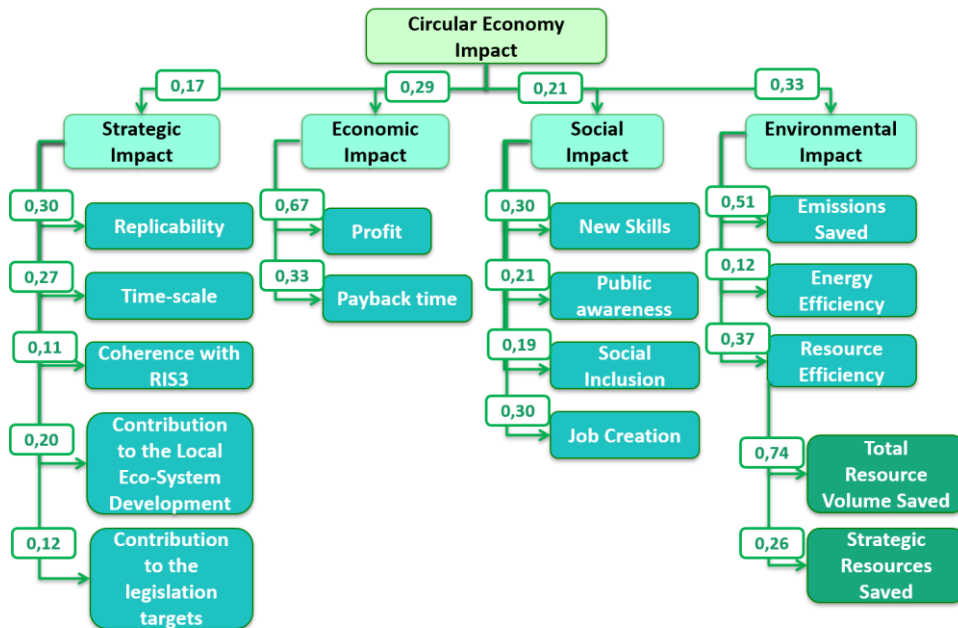 Circular Economy
Impact
0,17
0,29
0,21
0,33
Strategic
Impact
Economic
Impact
Social
Impact
Environmental
Impact
0,30
Replicability
0,27
Time-scale
0,11
Coherence with
RIS3
0,20
Contribution
to the Local
Eco-System
Development
0,12
Contribution
to the
legislation
targets
0,67
Profit
0,33
Payback time
0,30
New Skills
0,21
Public
awareness
0,19
Social
Inclusion
0,30
Job Creation
0,51
Emissions
Saved
0,12
Energy
Efficiency
0,37
Resource
Efficiency
0,74
Total
Resource
Volume Saved
0,26
Strategic
Resources
Saved